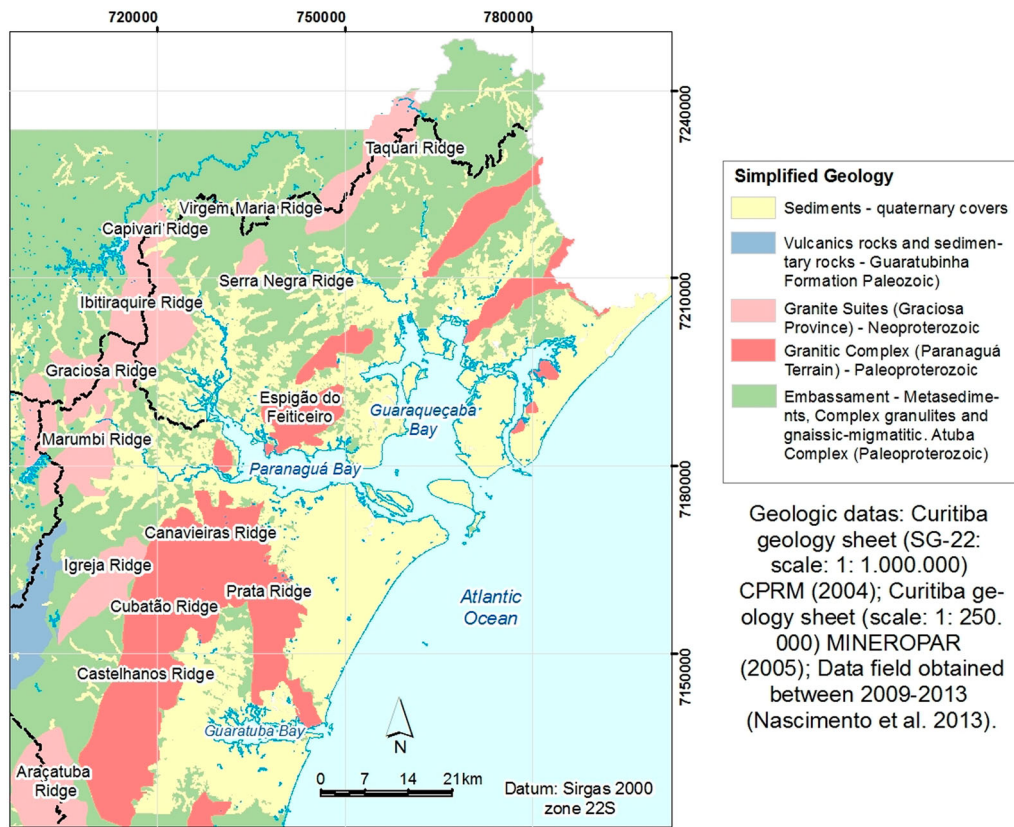 720000
750000
780000
7240000
7210000
7180000
7150000
Taquari Ridge
Virgem Maria Ridge
Capivari Ridge
Serra Negra Ridge
Ibitiraquire Ridge
Graciosa Ridge
Espigão do
Feiticeiro
Guaraqueçaba
Bay
Marumbi Ridge
Paranaguá Bay
Canavieiras Ridge
Igreja Ridge
Prata Ridge
Cubatão Ridge
Atlantic
Ocean
Castelhanos Ridge
Guaratuba Bay
Araçatuba
Ridge
N
0 7 14 21 km
Datum: Sirgas 2000
zone 22S
Simplified Geology
Sediments - quaternary covers
Vulcanics rocks and sedimen-
tary rocks - Guaratubinha
Formation Paleozoic)
Granite Suites (Graciosa
Province) - Neoproterozoic
Granitic Complex (Paranaguá
Terrain) - Paleoproterozoic
Embassament - Metasedime-
nts, Complex granulites and
gnaissic-migmatitic. Atuba
Complex (Paleoproterozoic)
Geologic datas: Curitiba
geology sheet (SG-22:
scale: 1: 1.000.000)
CPRM (2004); Curitiba ge-
ology sheet (scale: 1: 250.
000) MINEROPAR
(2005); Data field obtained
between 2009-2013
(Nascimento et al. 2013).